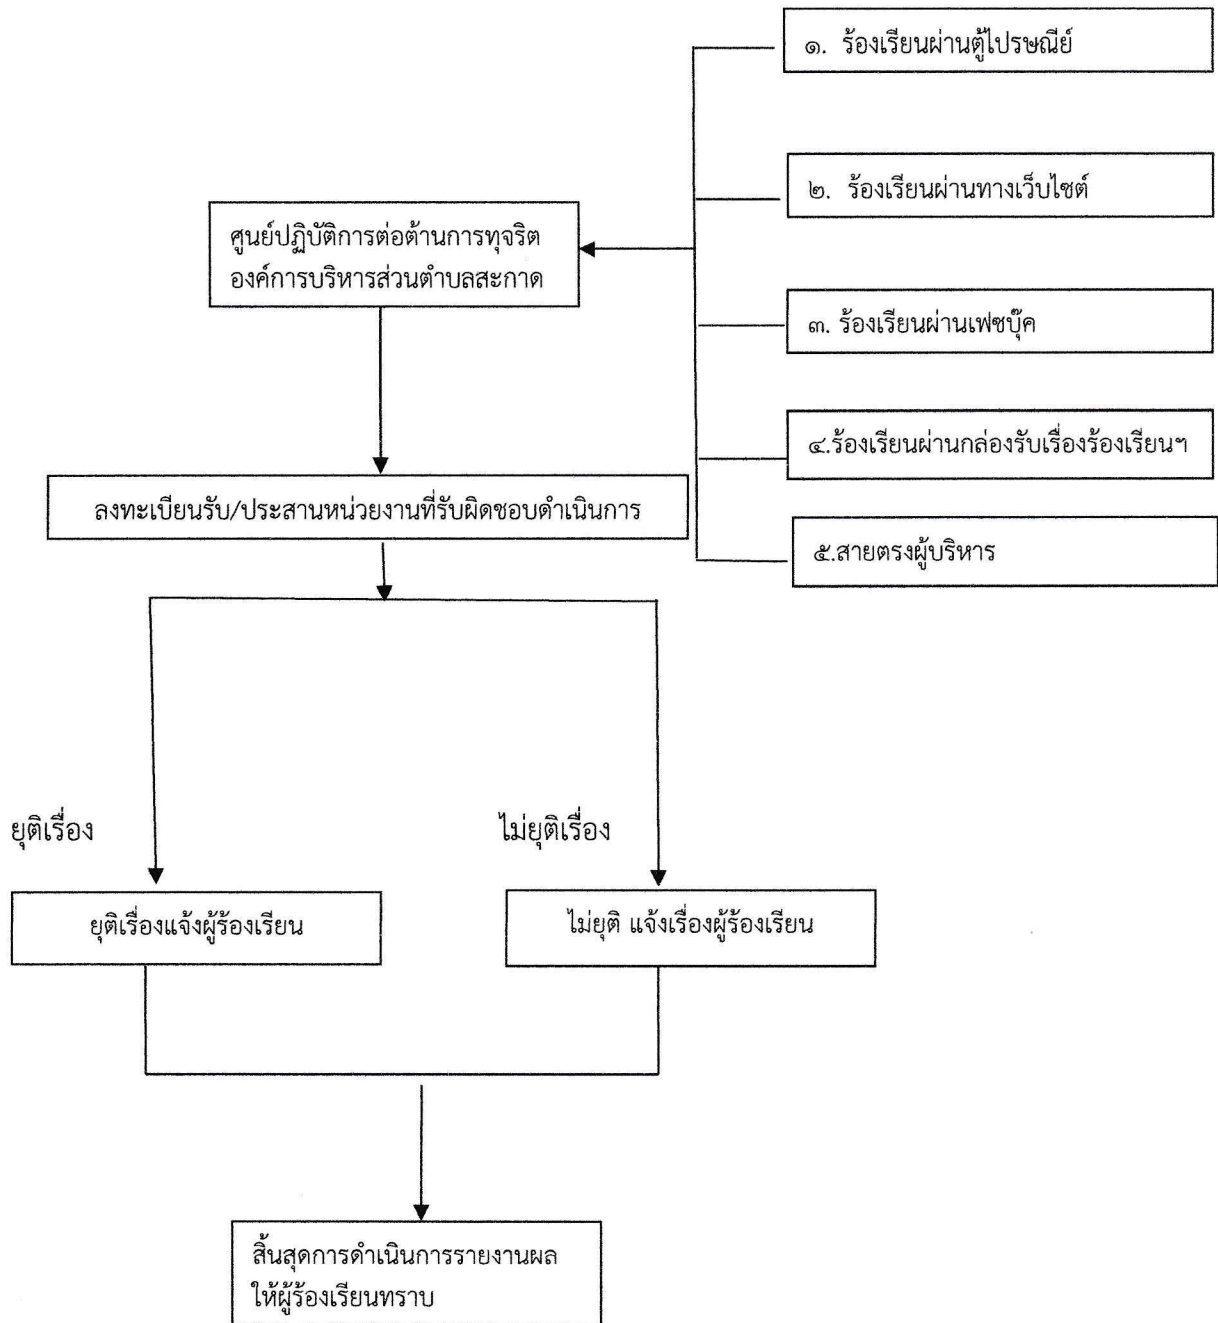 ๑. ร้องเรียนผ่านตู้ไปรษณีย์
๒. ร้องเรียนผ่านทางเว็บไซต์
ศูนย์ปฏิบัติการต่อต้านการทุจริต
องค์การบริหารส่วนตำบลสะกาด
๓. ร้องเรียนผ่านเฟซบุ๊ค
๔.ร้องเรียนผ่านกล่องรับเรื่องร้องเรียนฯ
๕.สายตรงผู้บริหาร
ลงทะเบียนรับ/ประสานหน่วยงานที่รับผิดชอบดำเนินการ
ยุติเรื่อง
ไม่ยุติเรื่อง
ยุติเรื่องแจ้งผู้ร้องเรียน
ไม่ยุติ แจ้งเรื่องผู้ร้องเรียน
สิ้นสุดการดำเนินการรายงานผล
ให้ผู้ร้องเรียนทราบ